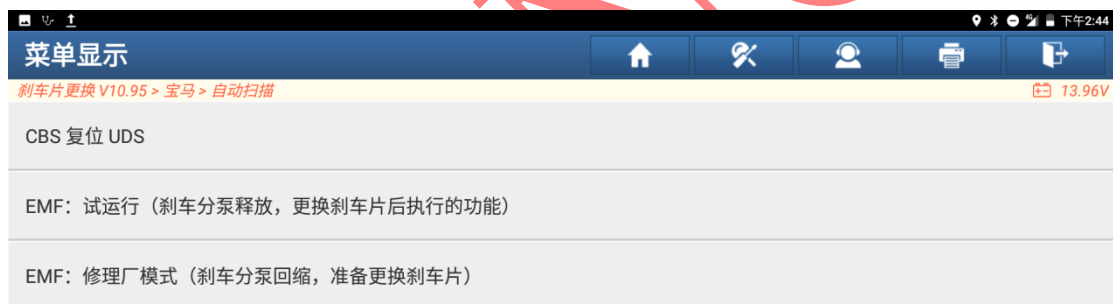 4G 下午2:44
菜单显示
刹车片更换 V10.95 > 宝马 > 自动扫描 13.96V
CBS 复位 UDS
EMF：试运行（刹车分泵释放，更换刹车片后执行的功能）
EMF：修理厂模式（刹车分泵回缩，准备更换刹车片）